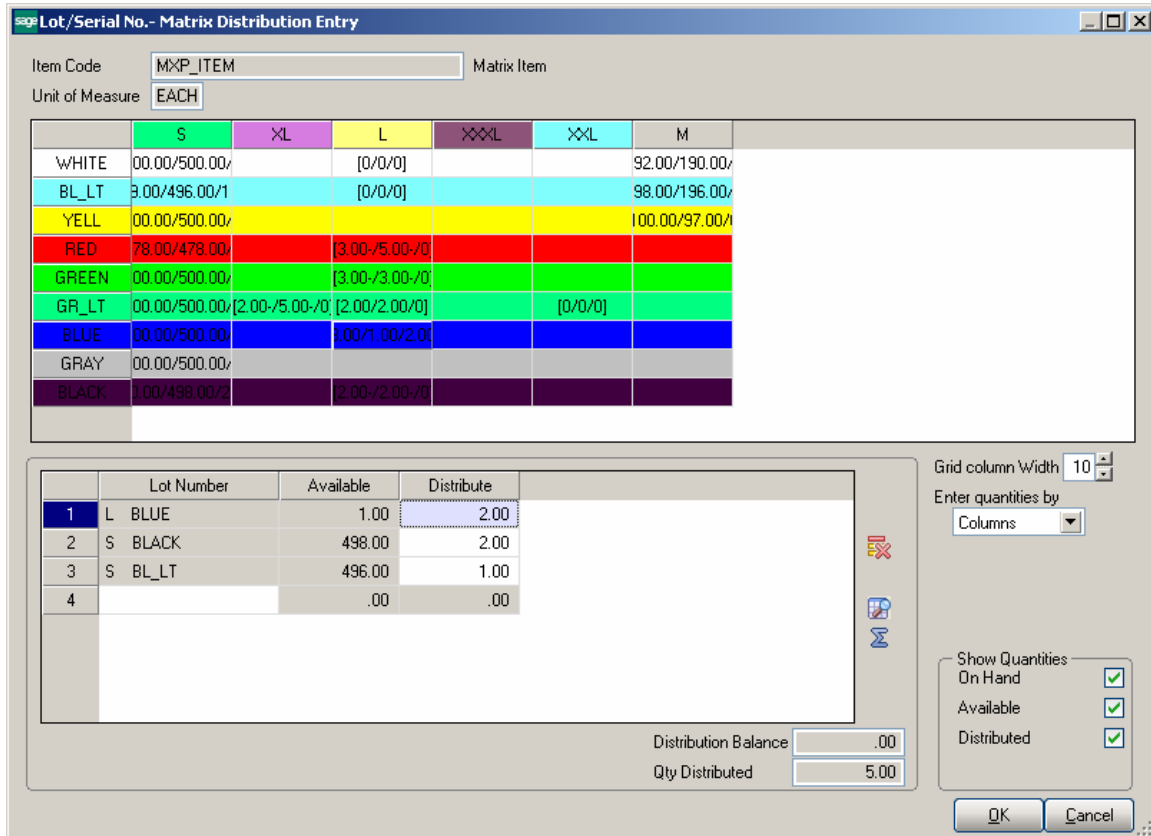 sage Lot/Serial No.- Matrix Distribution Entry
Item Code MXP_ITEM Matrix Item
Unit of Measure EACH
S XL L XXXL XXL M
WHITE 00.00/500.00/ [0/0/0] 92.00/190.00/
BL_LT 9.00/496.00/1 [0/0/0] 98.00/196.00/
YELL 00.00/500.00/ 100.00/97.00/
RED 78.00/478.00/ [3.00-/5.00-/0]
GREEN 00.00/500.00/ [3.00-/3.00-/0]
GR_LT 00.00/500.00/ [2.00-/5.00-/0] [2.00/2.00/0] [0/0/0]
BLUE 00.00/500.00/ 3.00/1.00/2.00
GRAY 00.00/500.00/
BLACK 0.00/498.00/2 [2.00-/2.00-/0]
Grid column Width 10
Enter quantities by
Columns
Lot Number Available Distribute
1 L BLUE 1.00 2.00
2 S BLACK 498.00 2.00
3 S BL_LT 496.00 1.00
4 .00 .00
Show Quantities
On Hand
Available
Distributed
Distribution Balance .00
Qty Distributed 5.00
OK Cancel